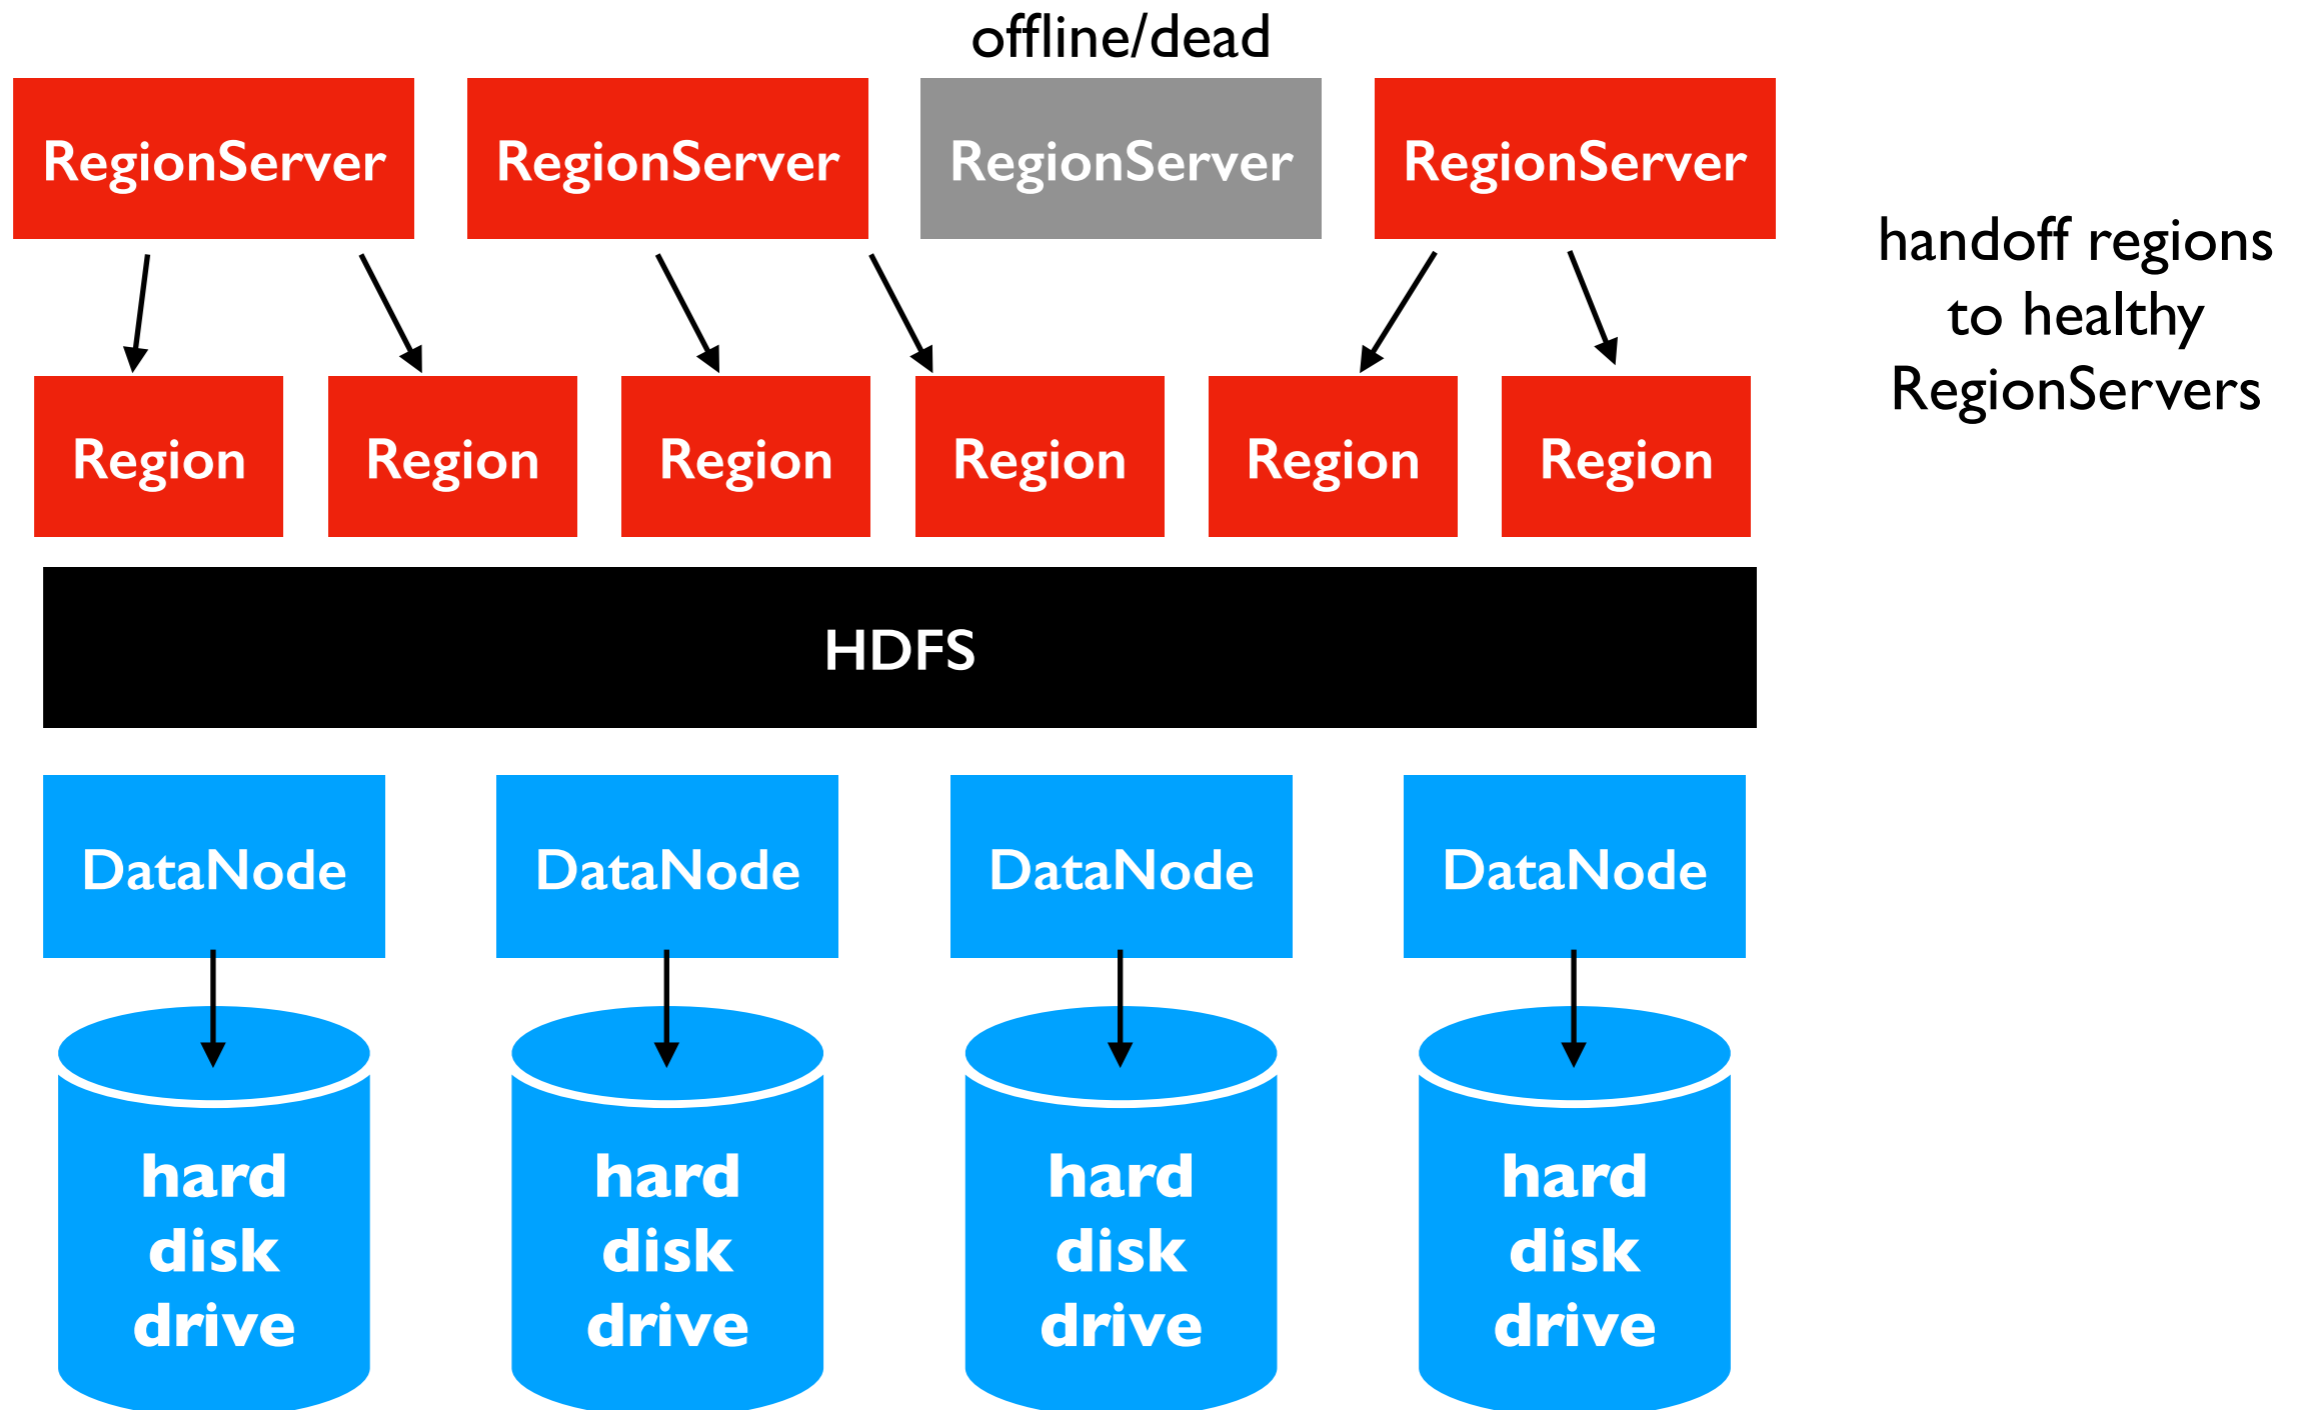 offline/dead
RegionServer
RegionServer
RegionServer
RegionServer
handoff regions
to healthy
RegionServers
Region
Region
Region
Region
Region
Region
HDFS
DataNode
DataNode
DataNode
DataNode
hard
disk
drive
hard
disk
drive
hard
disk
drive
hard
disk
drive